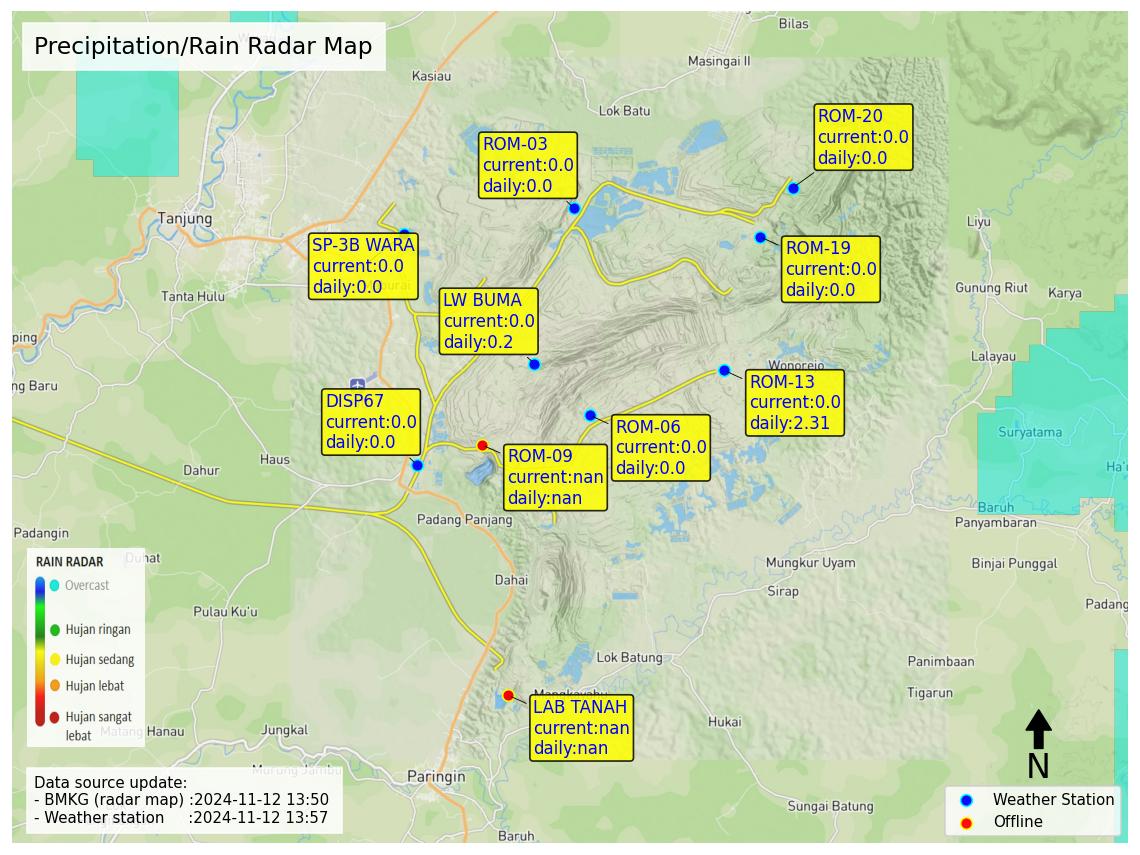 Precipitation/Rain Radar Map
Bilas
Masingai II
Kasiau
Lok Batu
ROM-20
current:0.0
daily:0.0
ROM-03
current:0.0
daily:0.0
Tanjung
Liyu
SP-3B WARA
current:0.0
daily:0.0
ROM-19
current:0.0
daily:0.0
Tanta Hulu
Gunung Riut
Karya
LW BUMA
current:0.0
daily:0.2
ping
Lalayau
Wonorejo
ng Baru
ROM-13
current:0.0
daily:2.31
DISP67
current:0.0
daily:0.0
ROM-06
current:0.0
daily:0.0
Suryatama
ROM-09
current:nan
daily:nan
Haus
Dahur
Ha'u
Baruh
Panyambaran
Padang Panjang
Padangin
Duhat
Mungkur Uyam
Binjai Punggal
Dahai
Sirap
Padang
Pulau Ku'u
RAIN RADAR
Overcast
Hujan ringan
Hujan sedang
Hujan lebat
Hujan sangat
lebat
Lok Batung
Panimbaan
Tigarun
Mangkayahu
LAB TANAH
current:nan
daily:nan
Hukai
Matang Hanau
Jungkal
Murung Jambu
Paringin
N
Data source update:
- BMKG (radar map) :2024-11-12 13:50
- Weather station :2024-11-12 13:57
Sungai Batung
Baruh
Weather Station
Offline